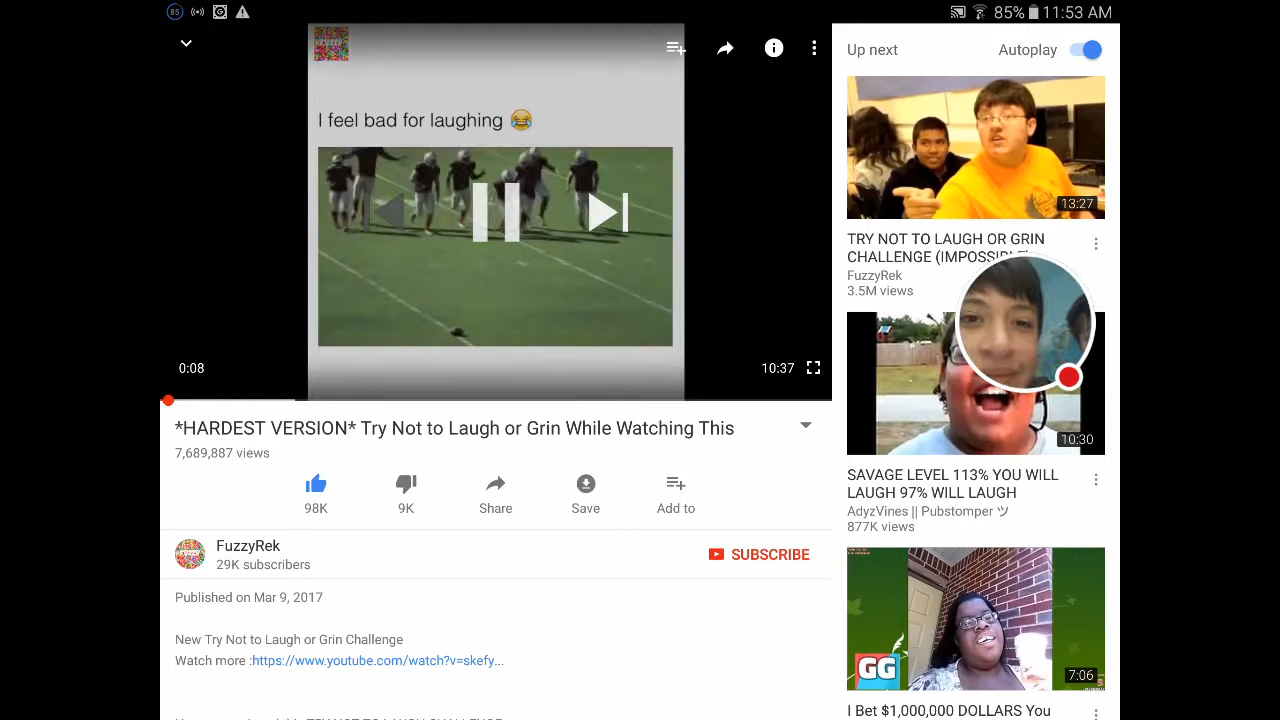 85
85% 11:53 AM
FUZZY
I feel bad for laughing 😂
0:08
10:37
*HARDEST VERSION* Try Not to Laugh or Grin While Watching This
7,689,887 views
98K
9K
Share
Save
Add to
FUZZY
FuzzyRek
29K subscribers
SUBSCRIBE
Published on Mar 9, 2017
New Try Not to Laugh or Grin Challenge
Watch more :https://www.youtube.com/watch?v=skefy...
Up next
Autoplay
13:27
TRY NOT TO LAUGH OR GRIN
CHALLENGE (IMPOSSIBLE)
FuzzyRek
3.5M views
10:30
SAVAGE LEVEL 113% YOU WILL
LAUGH 97% WILL LAUGH
AdyzVines || Pubstomper ツ
877K views
GG
7:06
I Bet $1,000,000 DOLLARS You